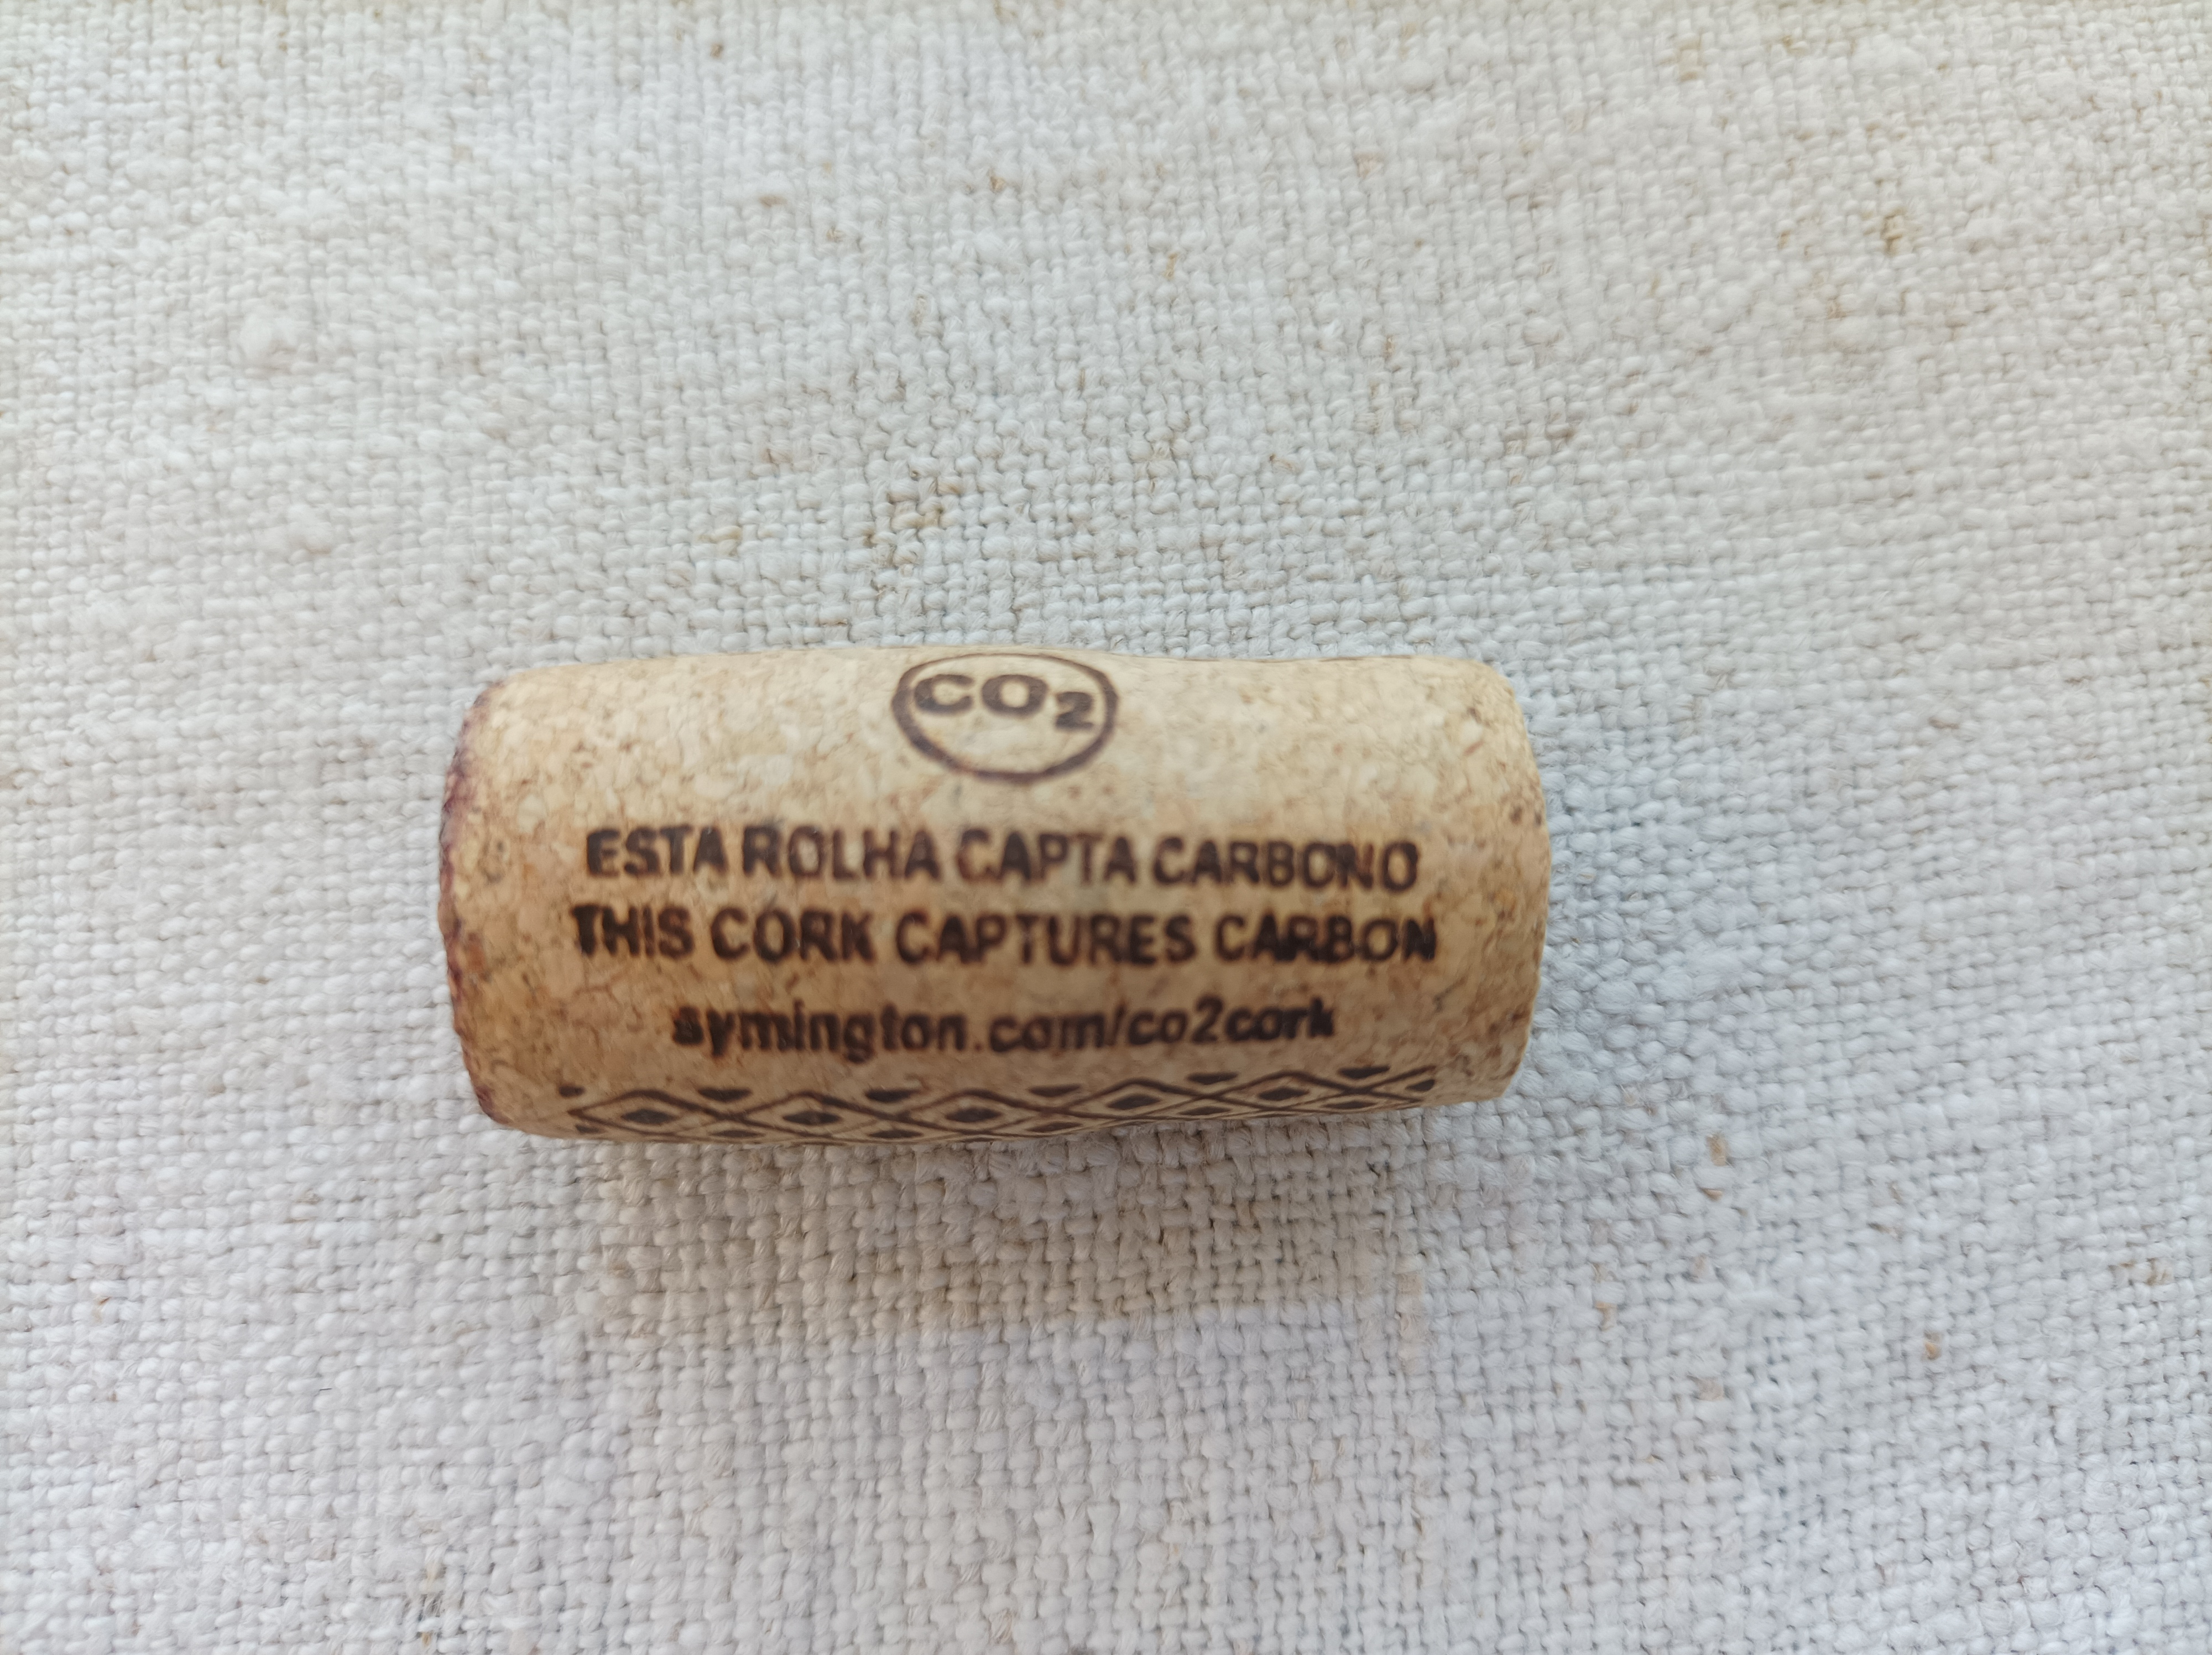 CO₂
ESTA ROLHA CAPTA CARBONO
THIS CORK CAPTURES CARBON
symington.com/co2cork